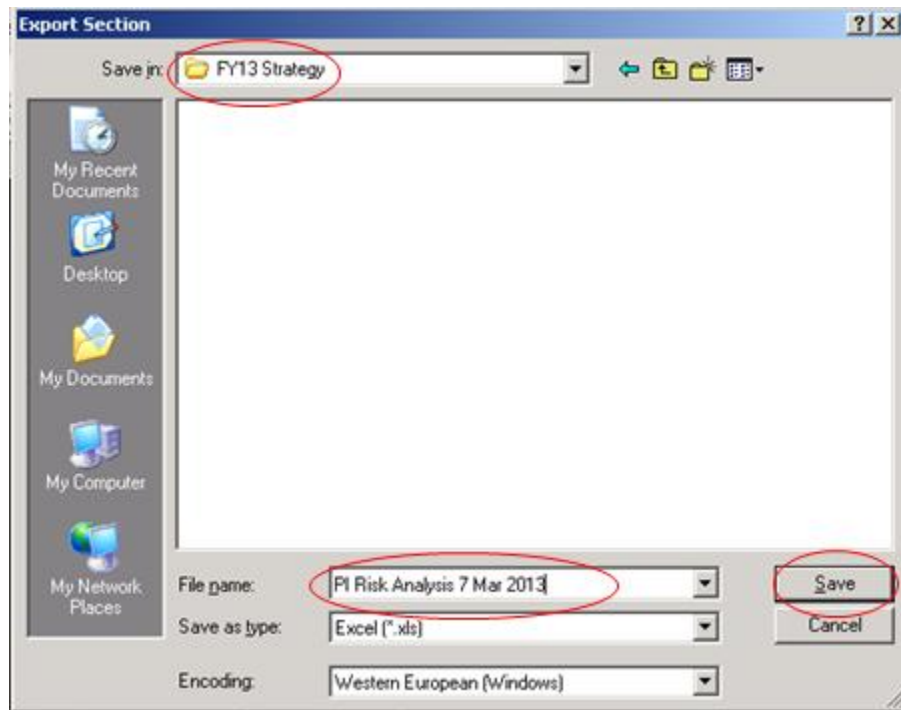 Export Section
Save in:
FY13 Strategy
My Recent
Documents
Desktop
My Documents
My Computer
My Network
Places
File name:
PI Risk Analysis 7 Mar 2013
Save
Save as type:
Excel (*.xls)
Cancel
Encoding:
Western European (Windows)